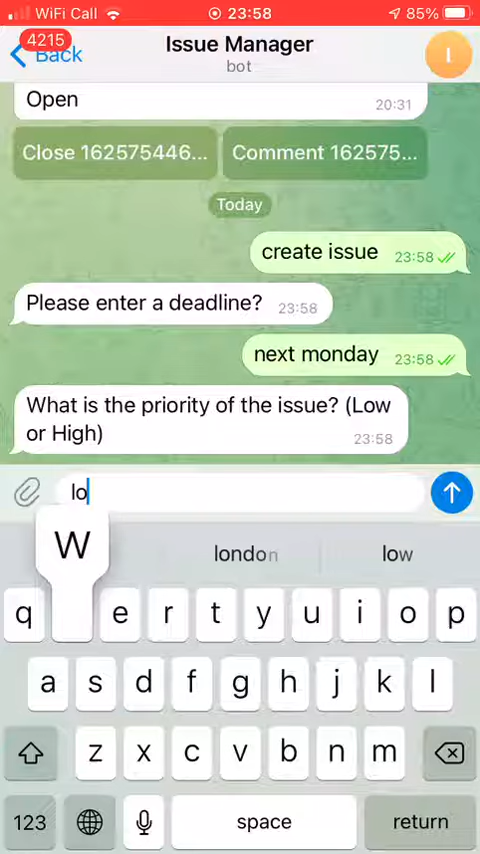 WiFi Call 23:58 85%
4215
Back
Issue Manager
bot
I
Open
20:31
Close 162575446... Comment 162575...
Today
create issue 23:58
Please enter a deadline? 23:58
next monday 23:58
What is the priority of the issue? (Low
or High) 23:58
lo
W
london low
q e r t y u i o p
a s d f g h j k l
z x c v b n m
123 space return